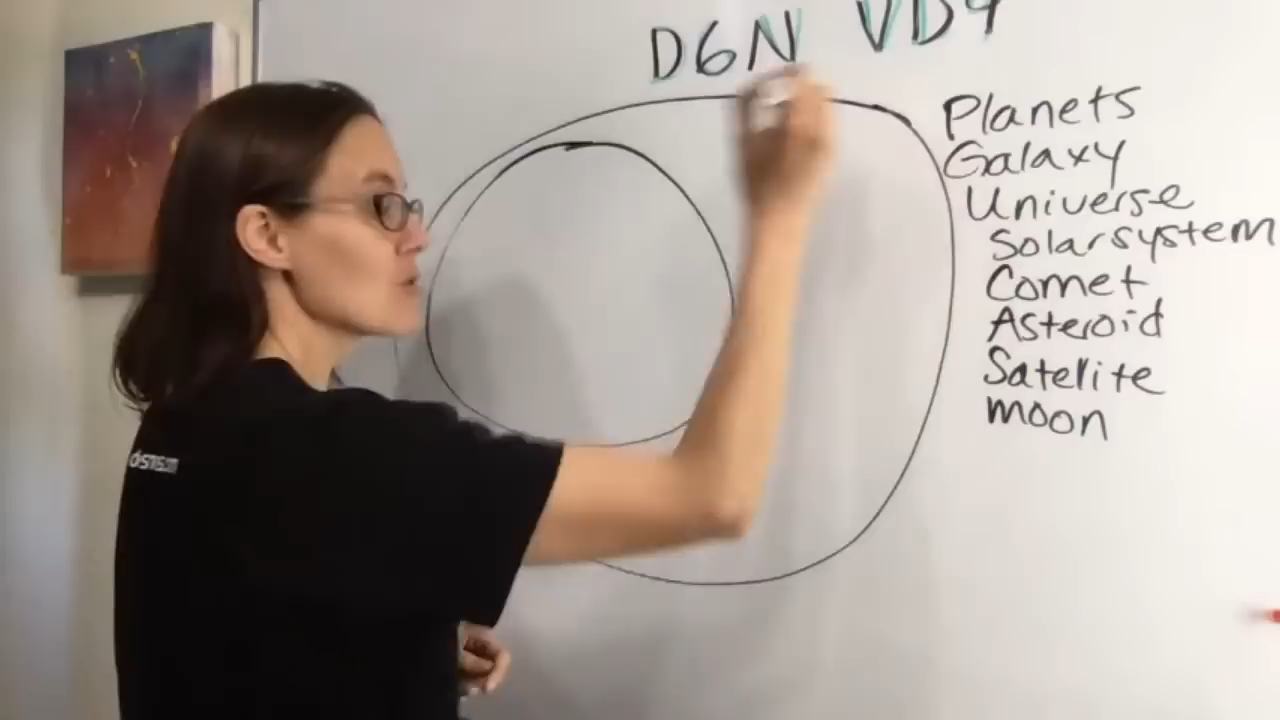 D6N VD4
Planets
Galaxy
Universe
Solarsystem
Comet
Asteroid
Satelite
moon